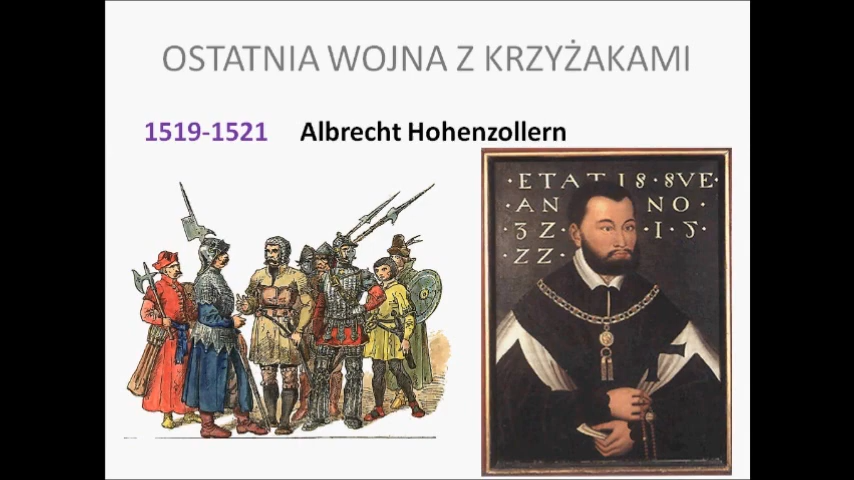 OSTATNIA WOJNA Z KRZYŻAKAMI
1519-1521 Albrecht Hohenzollern
·ETATIS·SVE·
·AN NO·
·3Z· ·I·5·
ZZ·